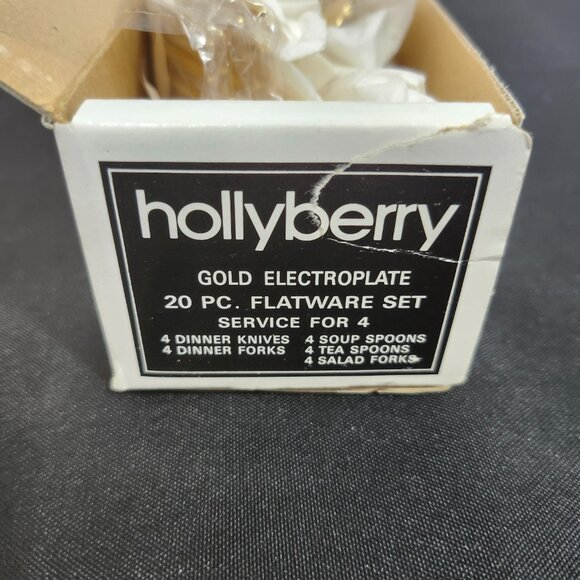 hollyberry
GOLD ELECTROPLATE
20 PC. FLATWARE SET
SERVICE FOR 4
4 DINNER KNIVES 4 SOUP SPOONS
4 DINNER FORKS 4 TEA SPOONS
4 SALAD FORKS